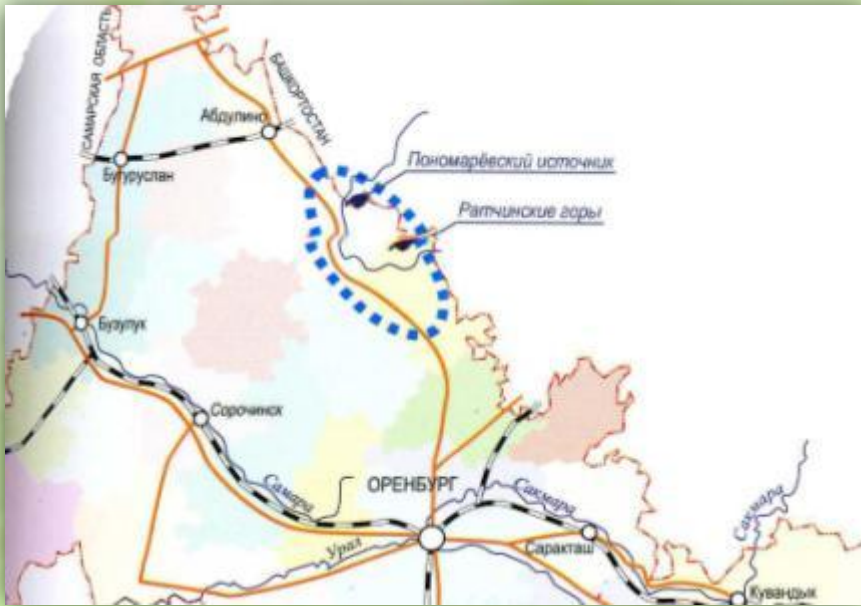 САМАРСКАЯ ОБЛАСТЬ
БАШКОРТОСТАН
Абдулино
Бугуруслан
Пономарёвский источник
Ратчинские горы
Бузулук
Сорочинск
Самара
ОРЕНБУРГ
Сакмара
Сакмара
Урал
Саракташ
Кувандык